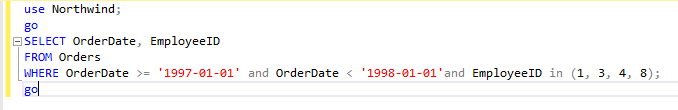 use Northwind;
go
SELECT OrderDate, EmployeeID
FROM Orders
WHERE OrderDate >= '1997-01-01' and OrderDate < '1998-01-01'and EmployeeID in (1, 3, 4, 8);
go